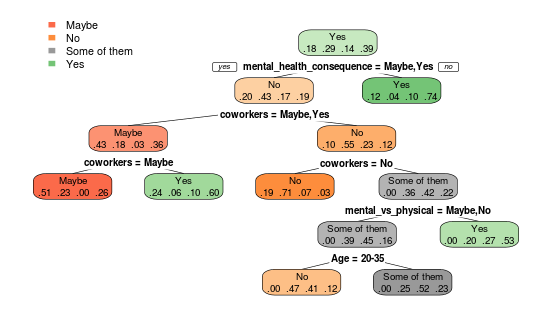 Maybe
No
Some of them
Yes
Yes
.18 .29 .14 .39
yes mental_health_consequence = Maybe,Yes no
No
.20 .43 .17 .19
Yes
.12 .04 .10 .74
coworkers = Maybe,Yes
Maybe
.43 .18 .03 .36
No
.10 .55 .23 .12
coworkers = Maybe
coworkers = No
Maybe
.51 .23 .00 .26
Yes
.24 .06 .10 .60
No
.19 .71 .07 .03
Some of them
.00 .36 .42 .22
mental_vs_physical = Maybe,No
Some of them
.00 .39 .45 .16
Yes
.00 .20 .27 .53
Age = 20-35
No
.00 .47 .41 .12
Some of them
.00 .25 .52 .23